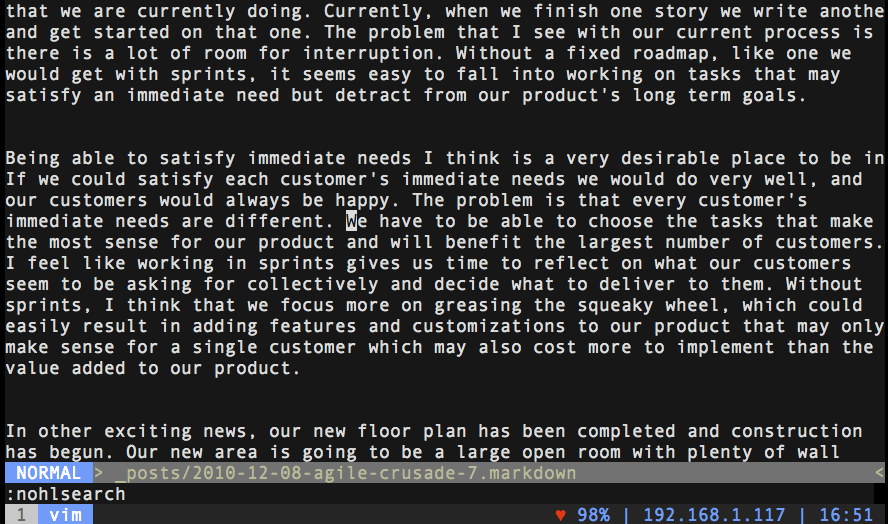 that we are currently doing. Currently, when we finish one story we write anothe
and get started on that one. The problem that I see with our current process is
there is a lot of room for interruption. Without a fixed roadmap, like one we
would get with sprints, it seems easy to fall into working on tasks that may
satisfy an immediate need but detract from our product's long term goals.
Being able to satisfy immediate needs I think is a very desirable place to be in
If we could satisfy each customer's immediate needs we would do very well, and
our customers would always be happy. The problem is that every customer's
immediate needs are different. We have to be able to choose the tasks that make
the most sense for our product and will benefit the largest number of customers.
I feel like working in sprints gives us time to reflect on what our customers
seem to be asking for collectively and decide what to deliver to them. Without
sprints, I think that we focus more on greasing the squeaky wheel, which could
easily result in adding features and customizations to our product that may only
make sense for a single customer which may also cost more to implement than the
value added to our product.
In other exciting news, our new floor plan has been completed and construction
has begun. Our new area is going to be a large open room with plenty of wall
NORMAL > _posts/2010-12-08-agile-crusade-7.markdown <
:nohlsearch
1 vim ♥ 98% | 192.168.1.117 | 16:51